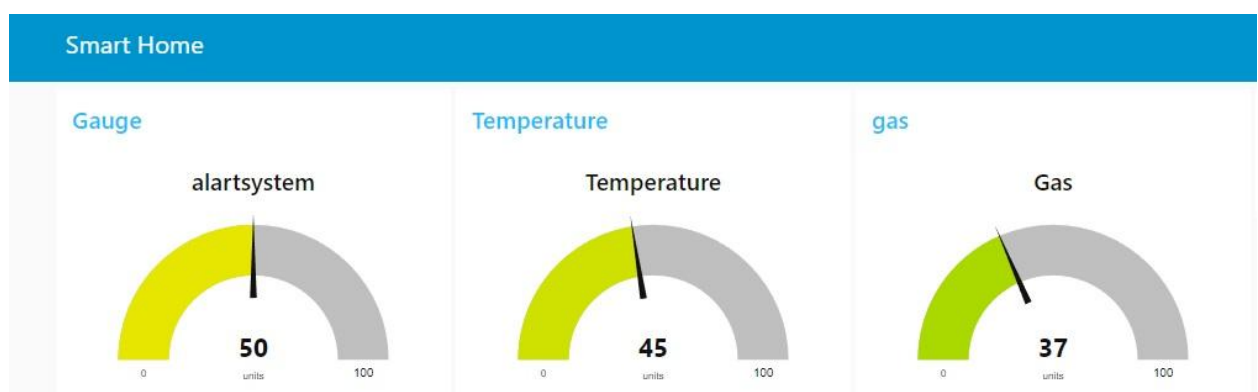 Smart Home
Gauge
alartsystem
50
0
units
100
Temperature
Temperature
45
0
units
100
gas
Gas
37
0
units
100